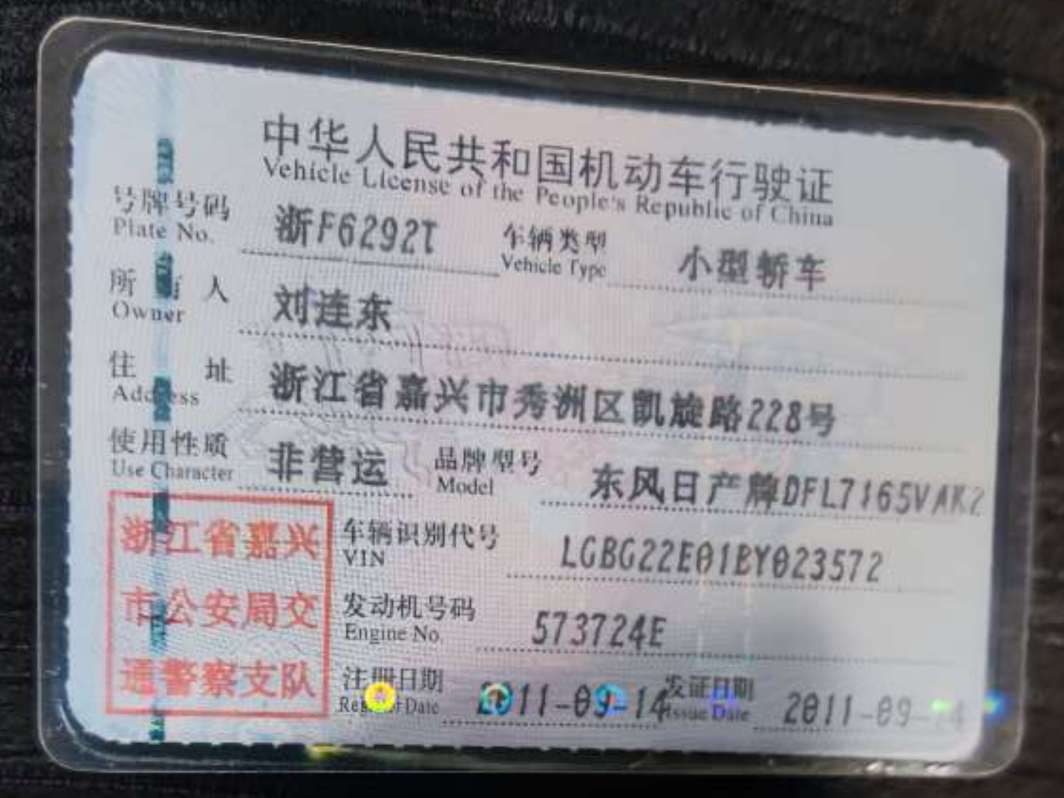 中华人民共和国机动车行驶证
Vehicle License of the People's Republic of China
号牌号码 浙F6292T 车辆类型 小型轿车
Plate No. Vehicle Type
所有人 刘连东
Owner
住址 浙江省嘉兴市秀洲区凯旋路228号
Address
使用性质 非营运 品牌型号 东风日产牌DFL7165VAK2
Use Character Model
浙江省嘉兴 车辆识别代号 LGBG22E01BY023572
VIN
市公安局交 发动机号码 573724E
Engine No.
通警察支队 注册日期 2011-09-14 发证日期 2011-09-14
Register Date Issue Date